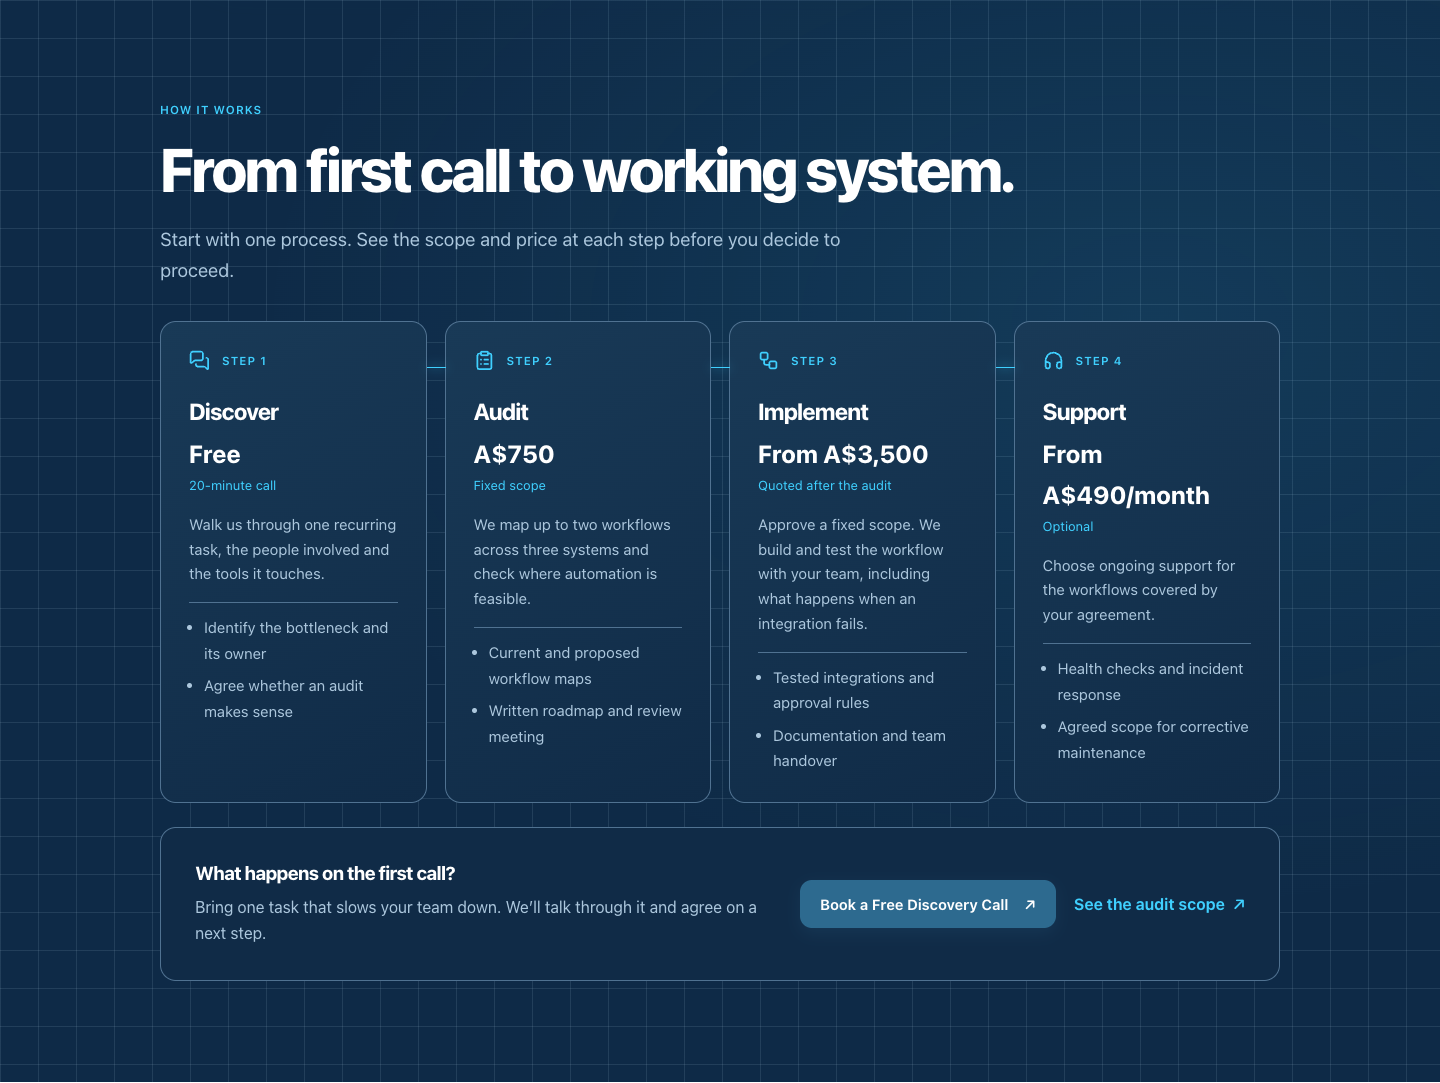 HOW IT WORKS
From first call to working system.
Start with one process. See the scope and price at each step before you decide to
proceed.
STEP 1
Discover
Free
20-minute call
Walk us through one recurring
task, the people involved and
the tools it touches.
Identify the bottleneck and
its owner
Agree whether an audit
makes sense
STEP 2
Audit
A$750
Fixed scope
We map up to two workflows
across three systems and
check where automation is
feasible.
Current and proposed
workflow maps
Written roadmap and review
meeting
STEP 3
Implement
From A$3,500
Quoted after the audit
Approve a fixed scope. We
build and test the workflow
with your team, including
what happens when an
integration fails.
Tested integrations and
approval rules
Documentation and team
handover
STEP 4
Support
From
A$490/month
Optional
Choose ongoing support for
the workflows covered by
your agreement.
Health checks and incident
response
Agreed scope for corrective
maintenance
What happens on the first call?
Bring one task that slows your team down. We’ll talk through it and agree on a
next step.
Book a Free Discovery Call
See the audit scope